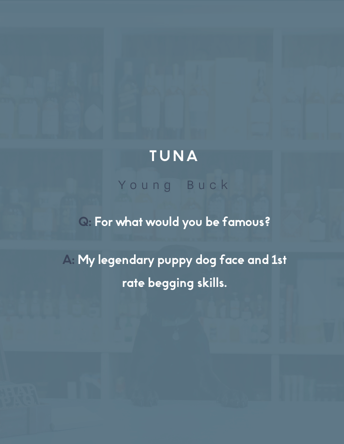 TUNA
Young Buck
Q: For what would you be famous?
A: My legendary puppy dog face and 1st
rate begging skills.